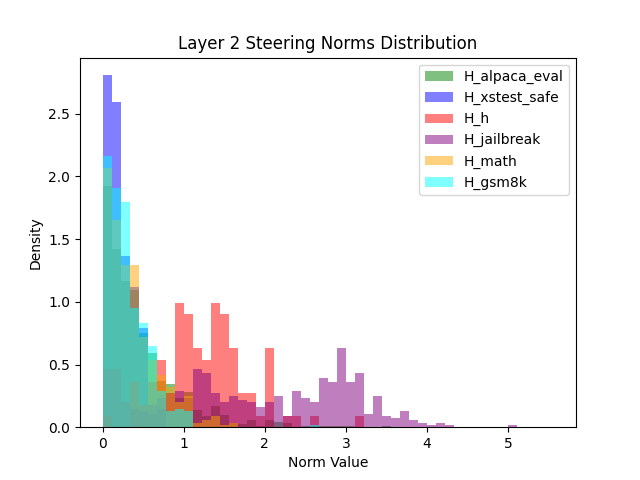 Layer 2 Steering Norms Distribution
H_alpaca_eval
H_xstest_safe
H_h
H_jailbreak
H_math
H_gsm8k
Density
2.5
2.0
1.5
1.0
0.5
0.0
0 1 2 3 4 5
Norm Value